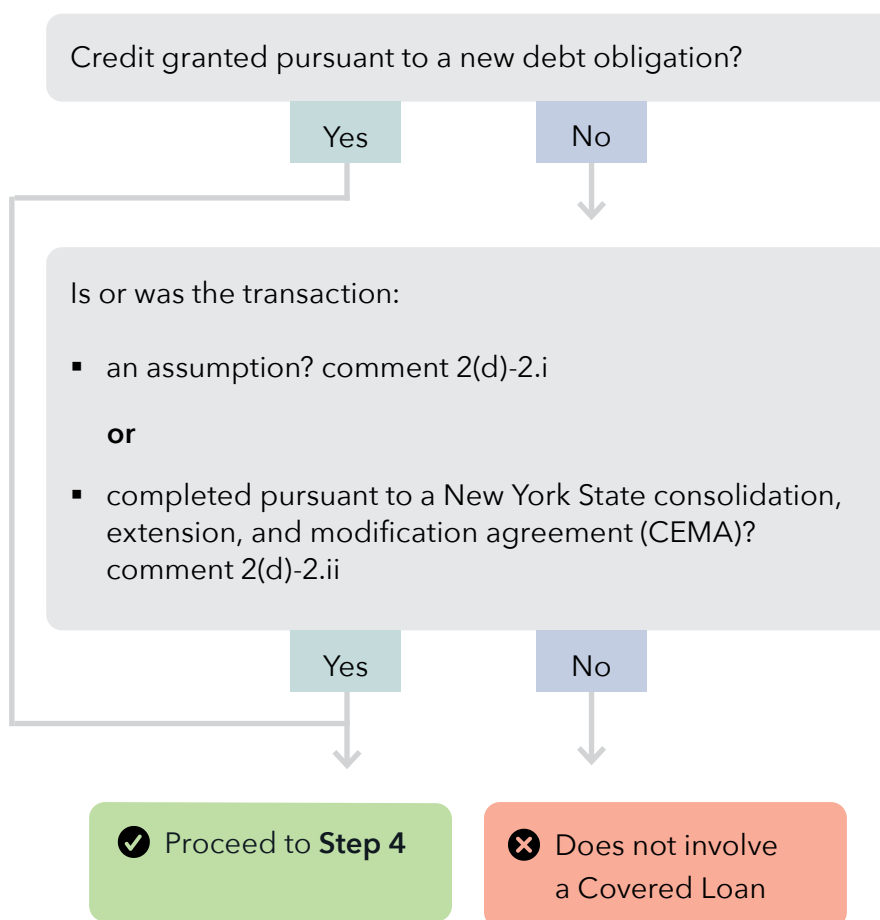 Credit granted pursuant to a new debt obligation?
Yes
No
Is or was the transaction:
▪ an assumption? comment 2(d)-2.i
or
▪ completed pursuant to a New York State consolidation,
extension, and modification agreement (CEMA)?
comment 2(d)-2.ii
Yes
No
Proceed to Step 4
Does not involve
a Covered Loan